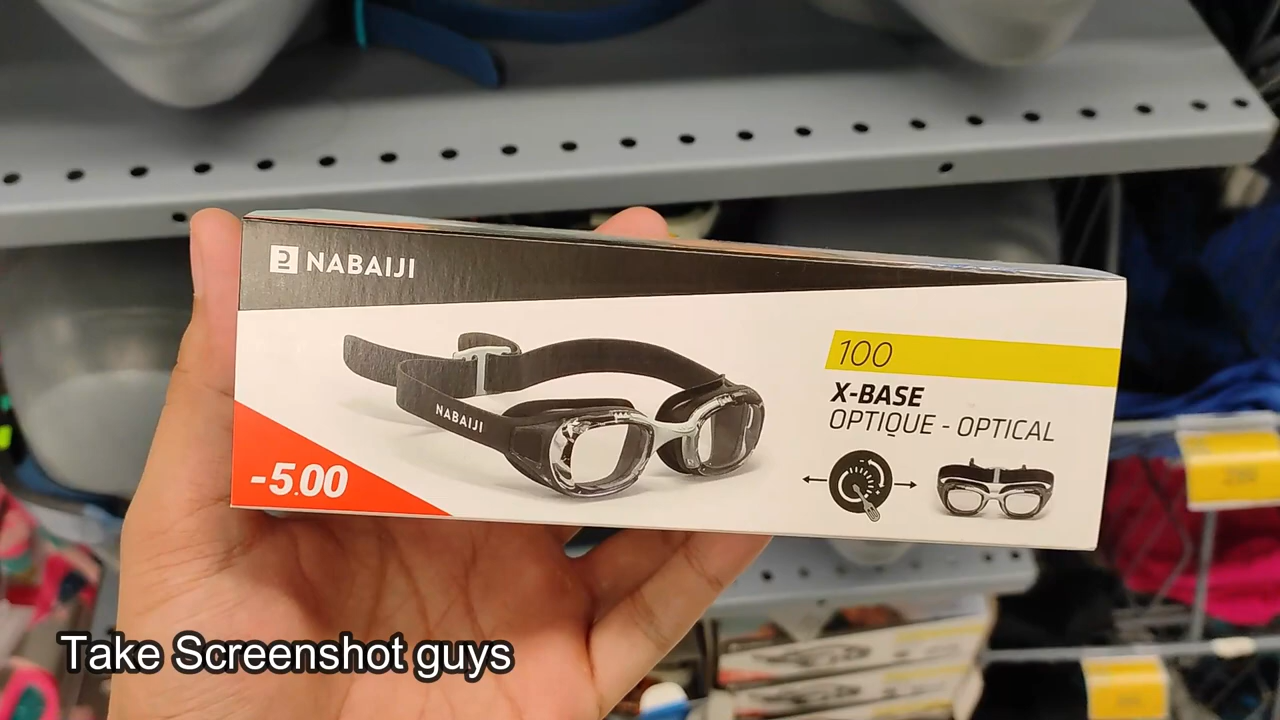 NABAIJI
100
X-BASE
OPTIQUE - OPTICAL
NABAIJI
-5.00
Take Screenshot guys